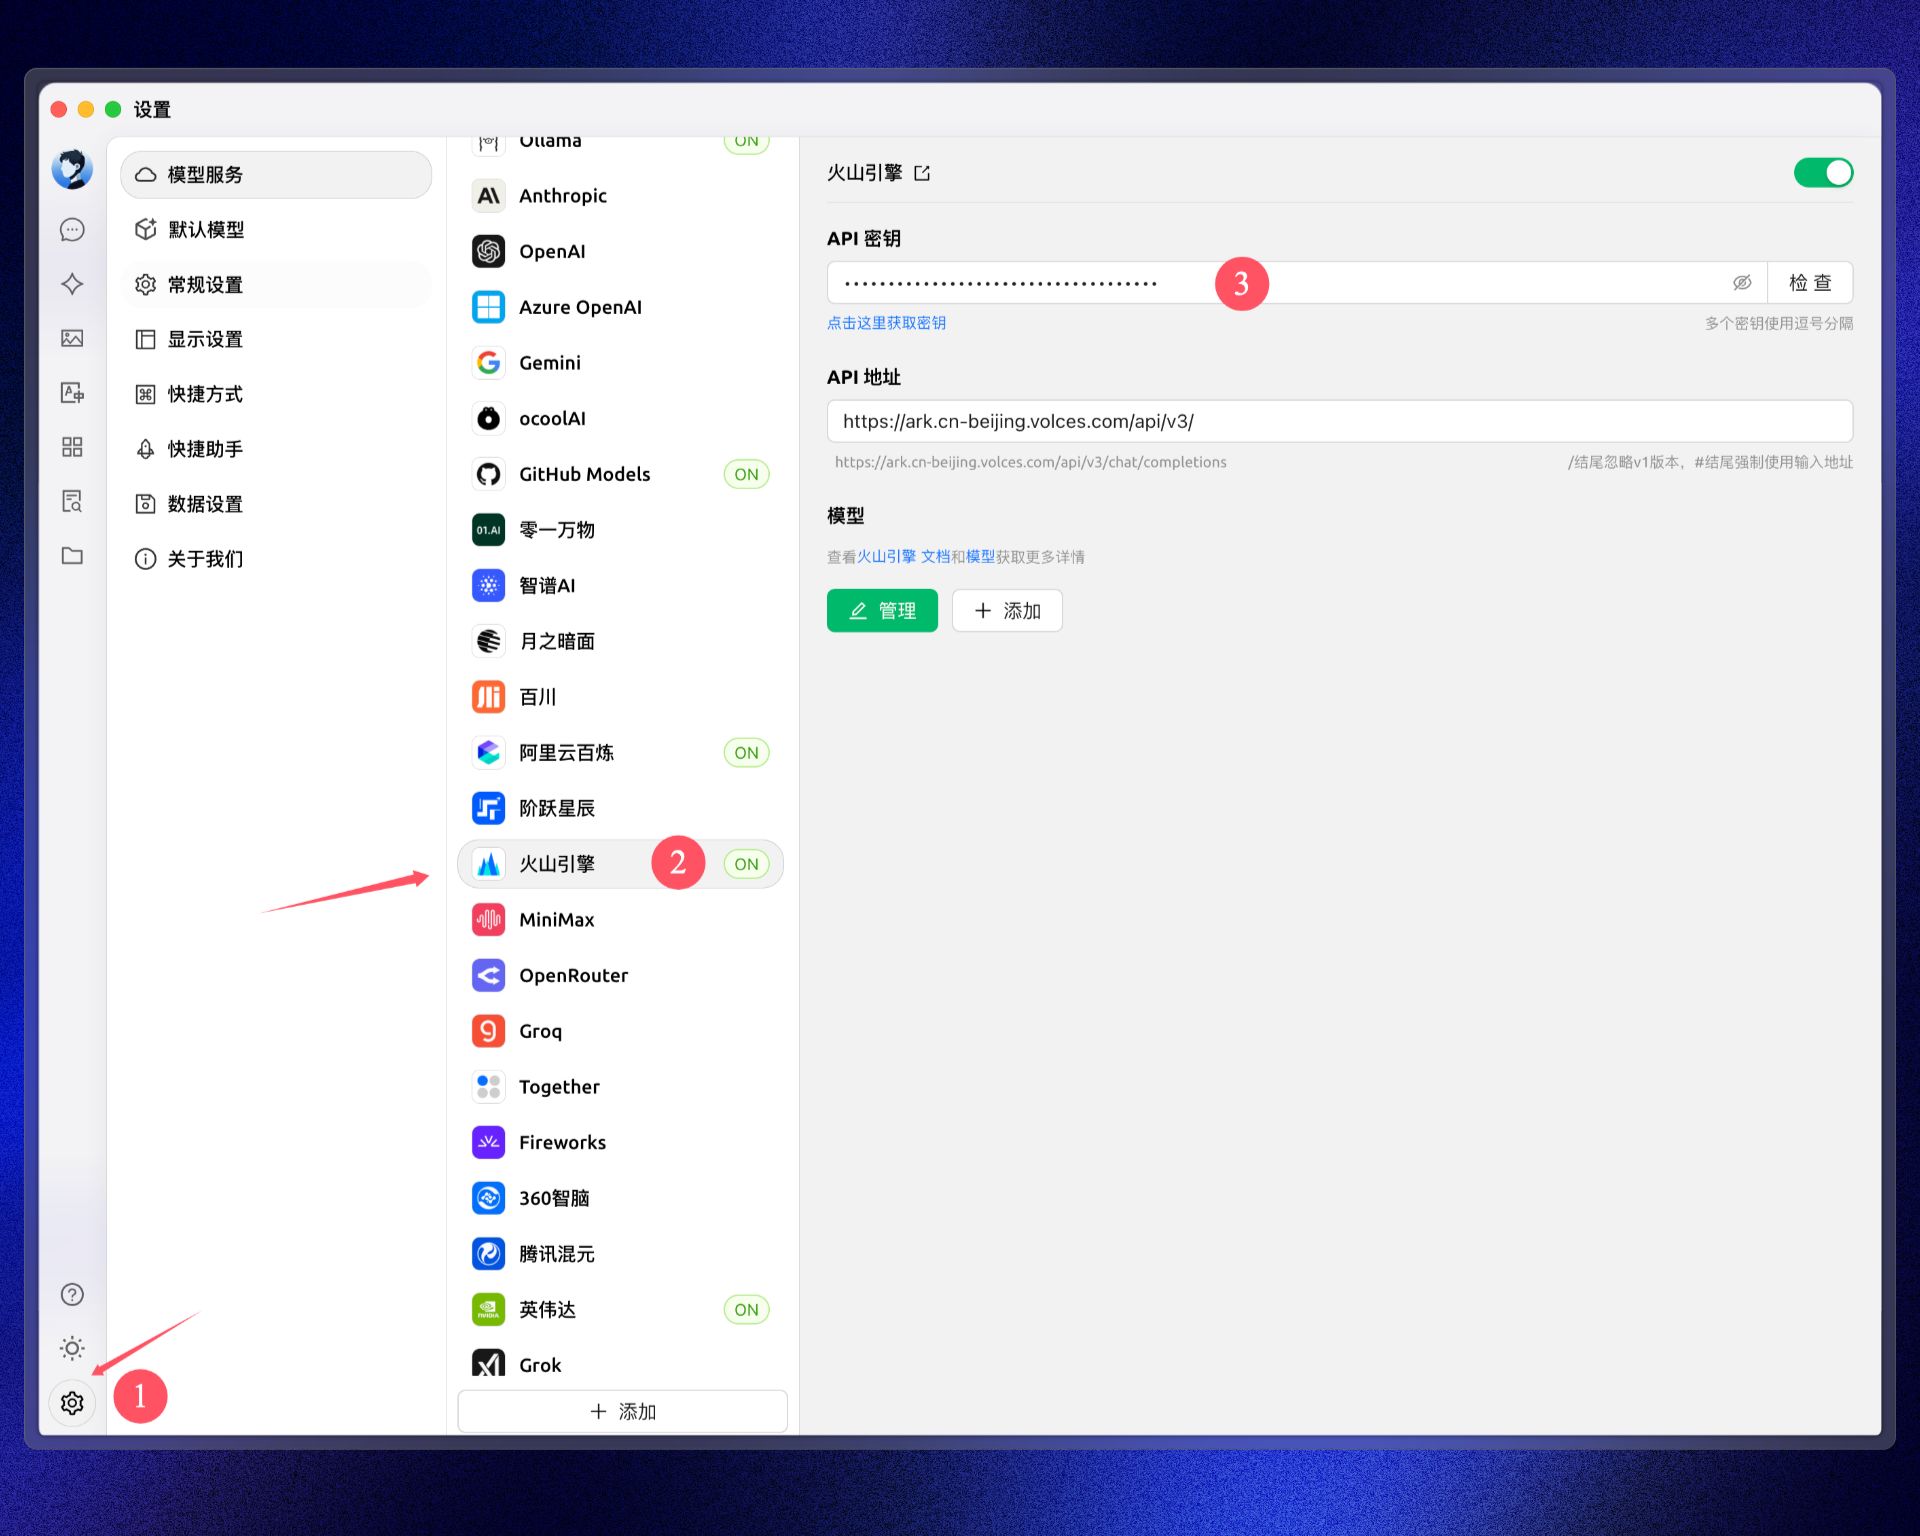 设置
模型服务
默认模型
常规设置
显示设置
快捷方式
快捷助手
数据设置
关于我们
1
Ollama ON
Anthropic
OpenAI
Azure OpenAI
Gemini
ocoolAI
GitHub Models ON
01.AI 零一万物
智谱AI
月之暗面
百川
阿里云百炼 ON
阶跃星辰
火山引擎 2 ON
MiniMax
OpenRouter
Groq
Together
Fireworks
360智脑
腾讯混元
NVIDIA 英伟达 ON
Grok
添加
火山引擎
API 密钥
3
检 查
点击这里获取密钥 多个密钥使用逗号分隔
API 地址
https://ark.cn-beijing.volces.com/api/v3/
https://ark.cn-beijing.volces.com/api/v3/chat/completions /结尾忽略v1版本，#结尾强制使用输入地址
模型
查看火山引擎 文档和模型获取更多详情
管理 添加